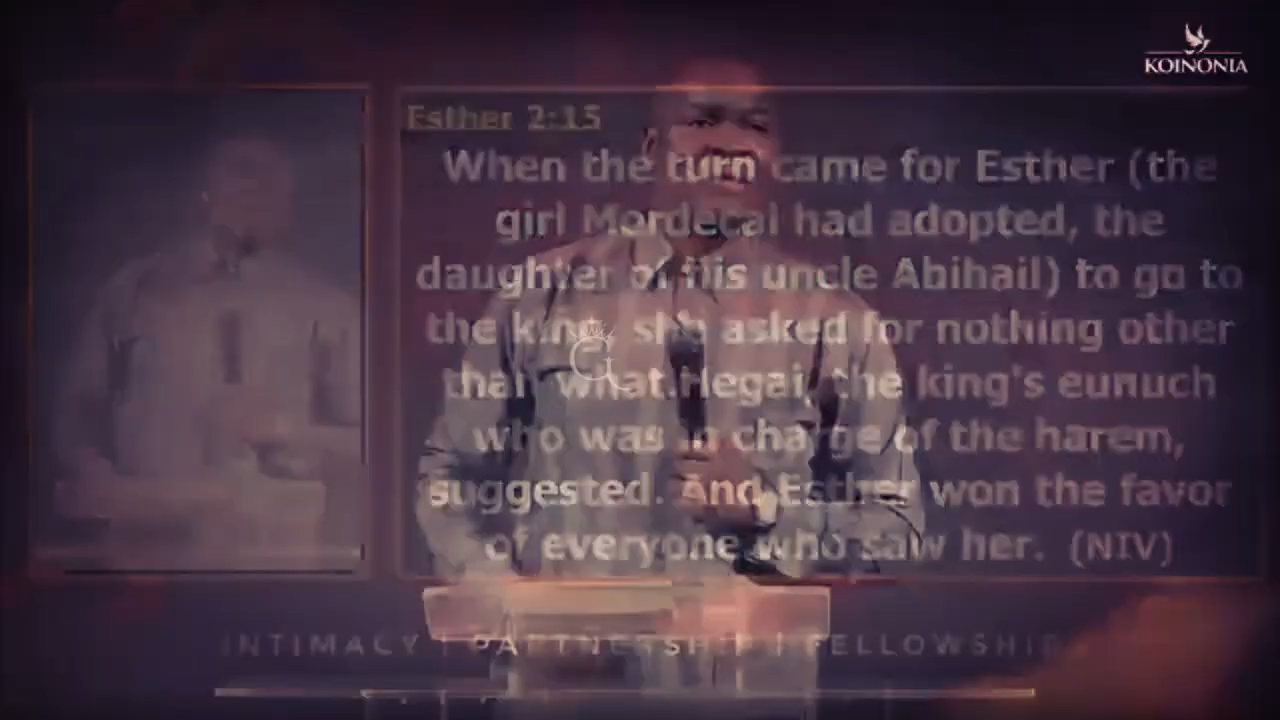 KOINONIA
Esther 2:15
When the turn came for Esther (the
girl Mordecai had adopted, the
daughter of his uncle Abihail) to go to
the king, she asked for nothing other
than what Hegai, the king's eunuch
who was in charge of the harem,
suggested. And Esther won the favor
of everyone who saw her. (NIV)
INTIMACY | PARTNERSHIP | FELLOWSHIP